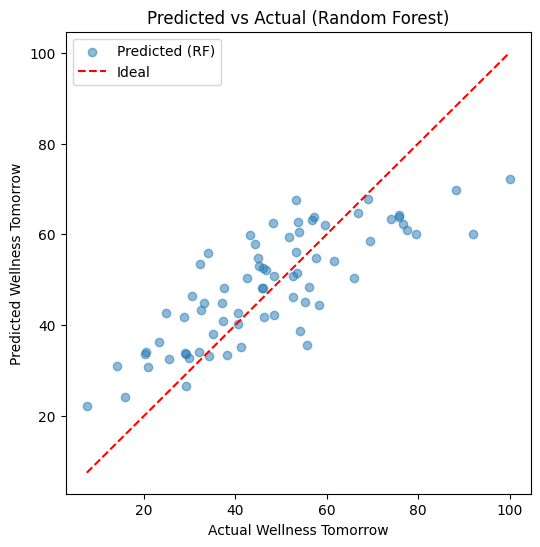 Predicted vs Actual (Random Forest)
Predicted (RF)
Ideal
Predicted Wellness Tomorrow
100
80
60
40
20
20 40 60 80 100
Actual Wellness Tomorrow